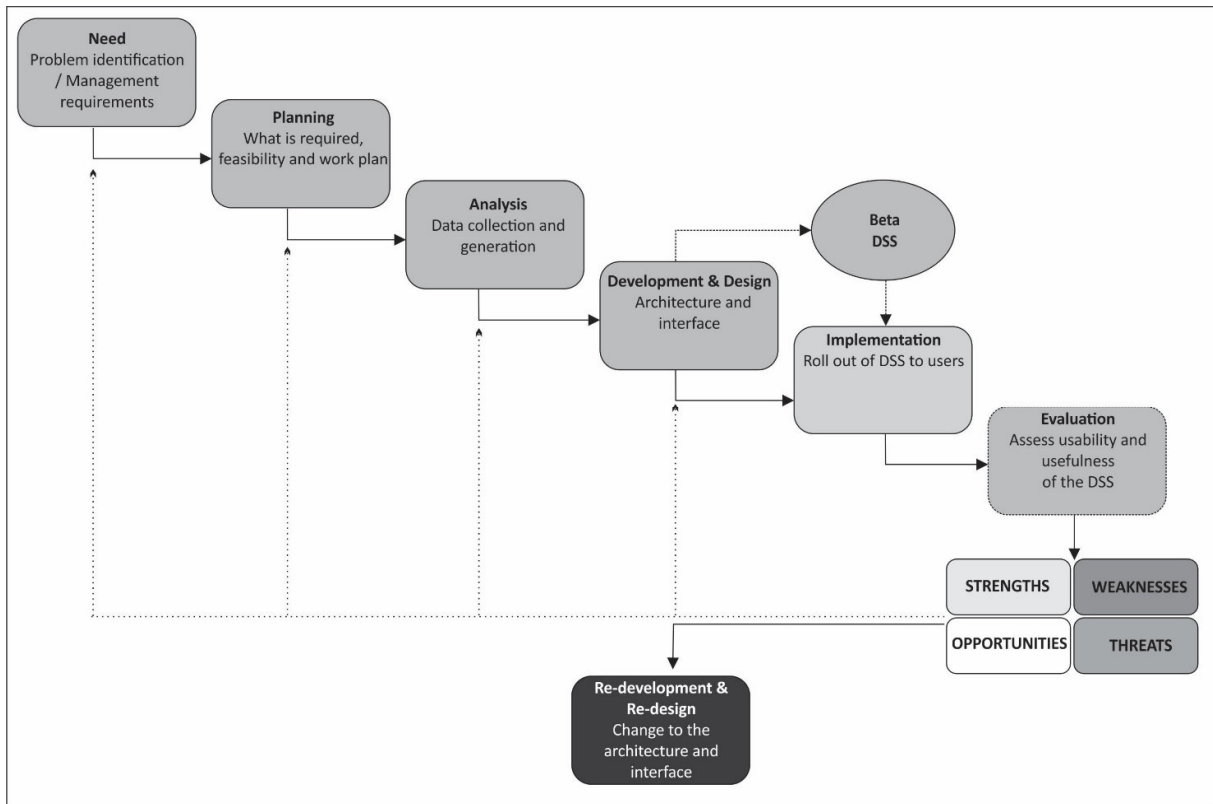 Need
Problem identification
/ Management
requirements
Planning
What is required,
feasibility and work plan
Analysis
Data collection and
generation
Beta
DSS
Development & Design
Architecture and
interface
Implementation
Roll out of DSS to users
Evaluation
Assess usability and
usefulness
of the DSS
STRENGTHS
WEAKNESSES
OPPORTUNITIES
THREATS
Re-development &
Re-design
Change to the
architecture and
interface